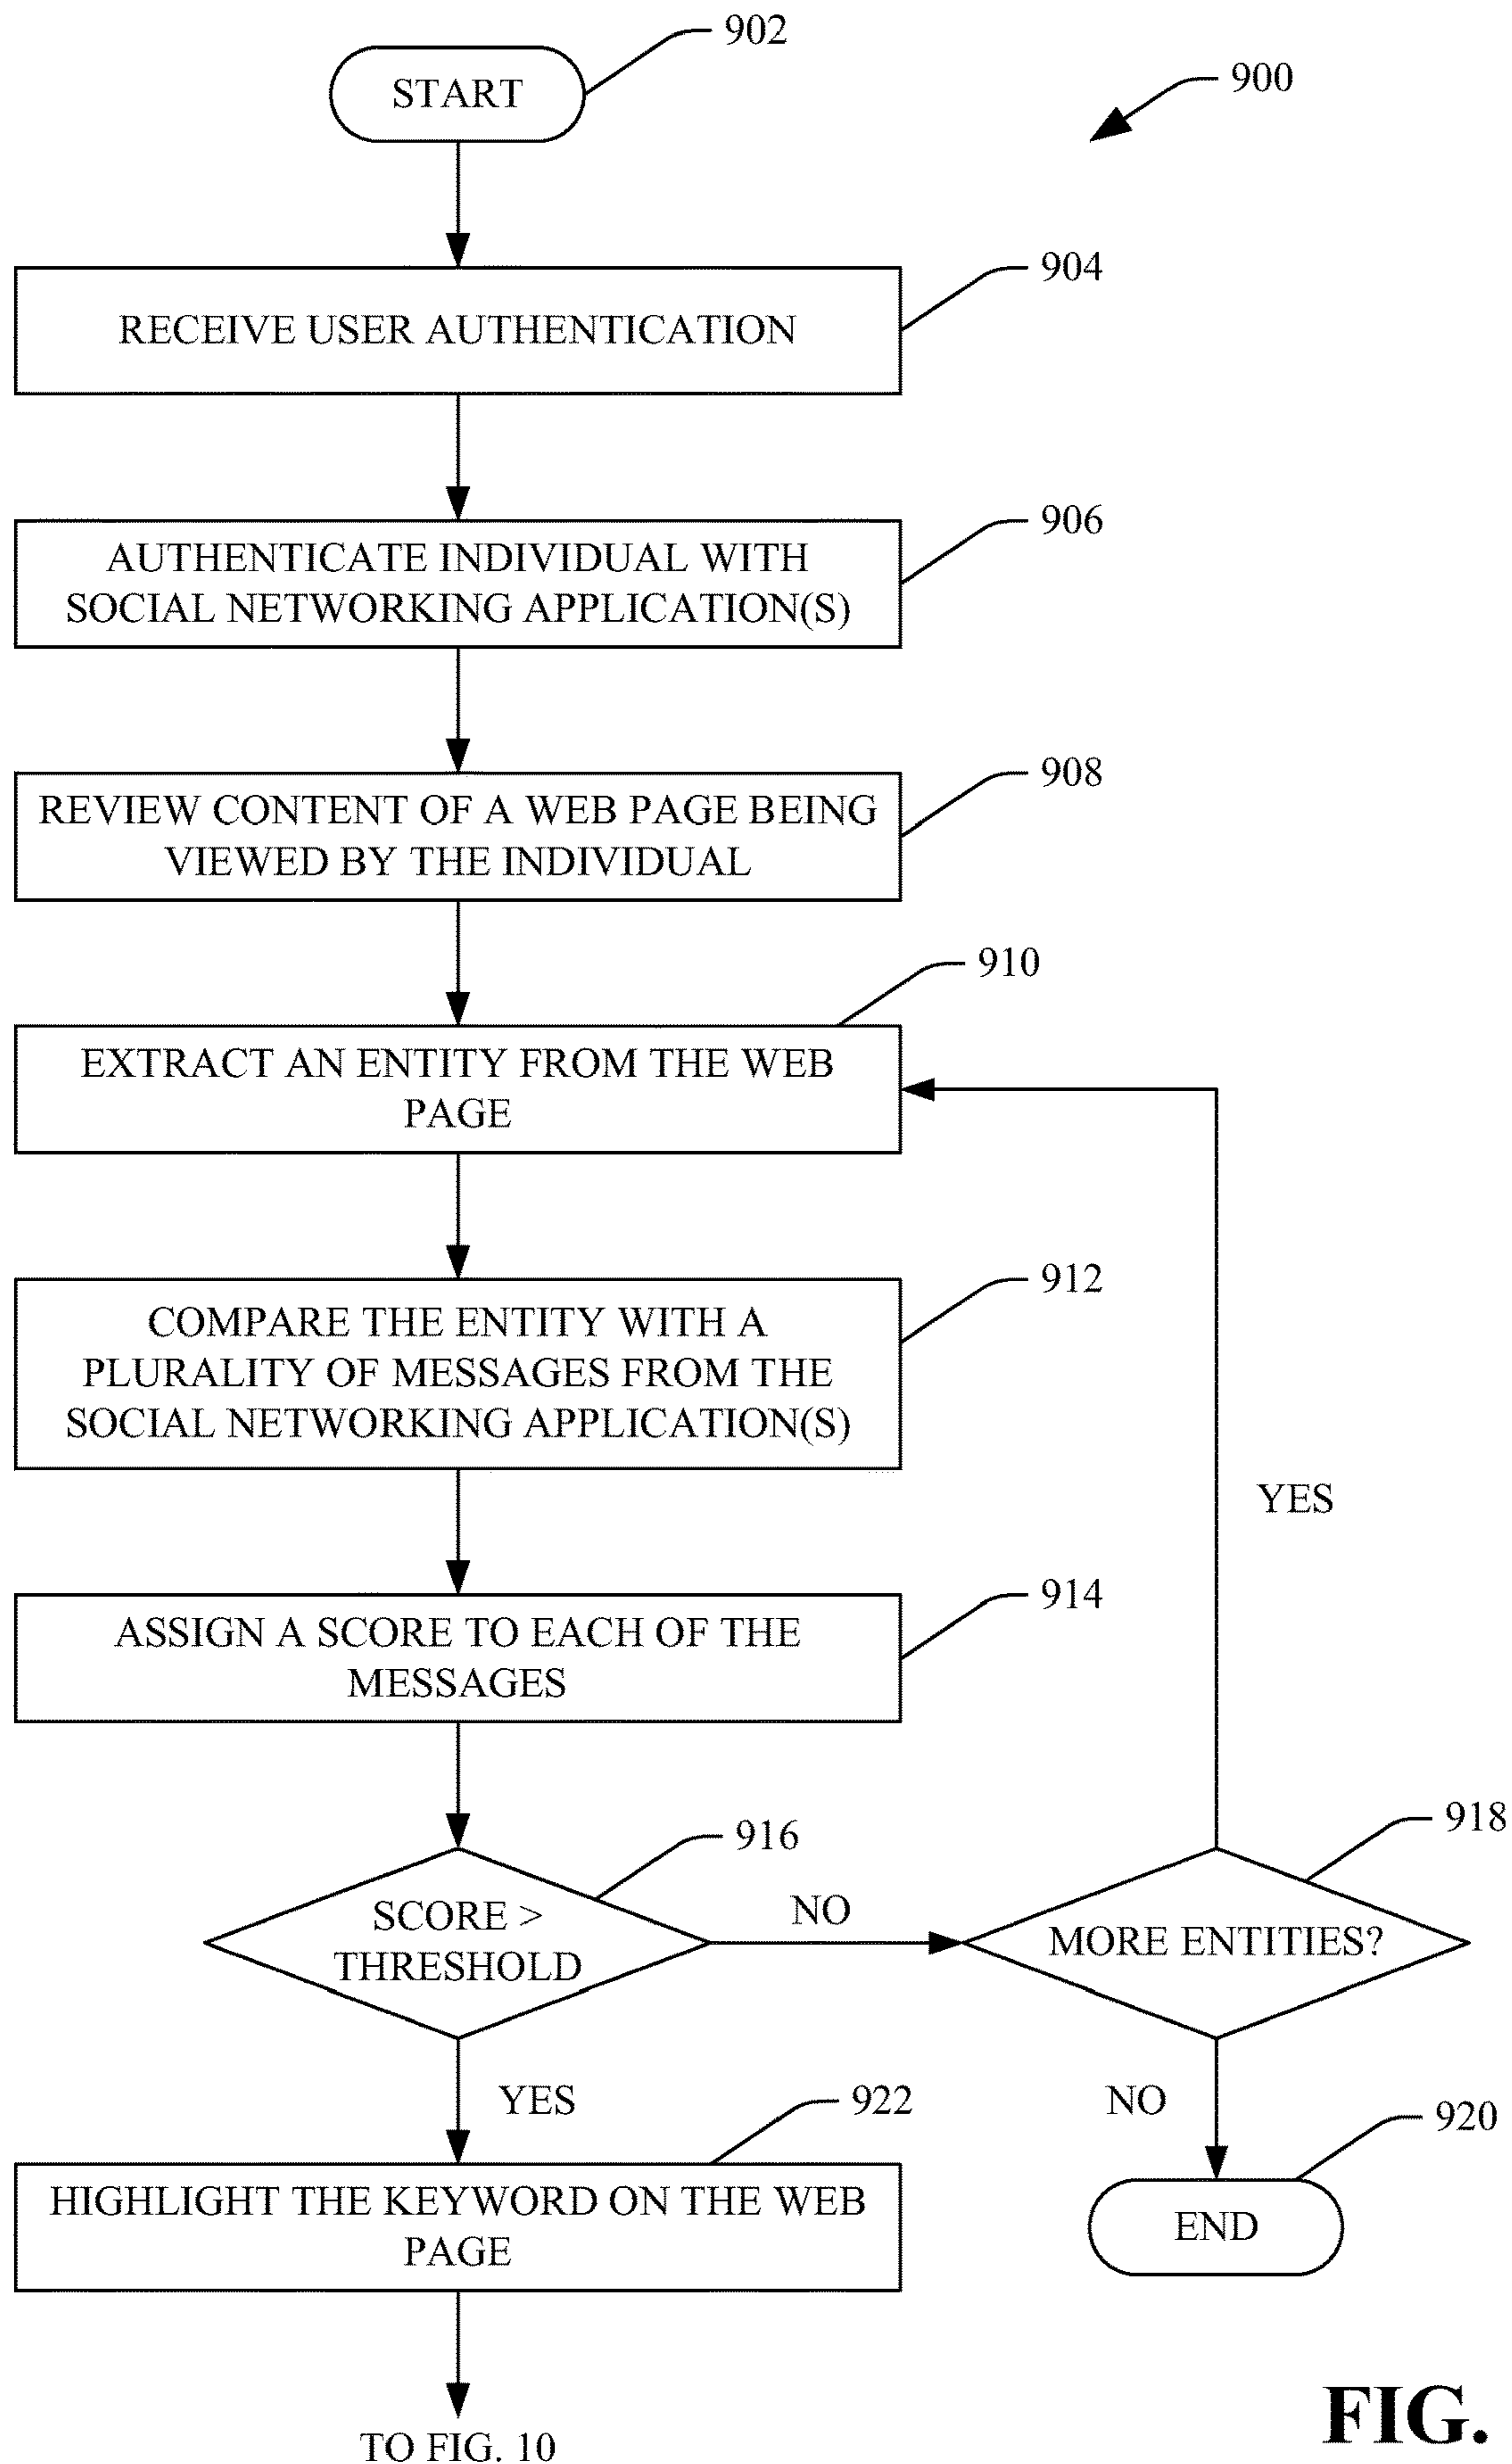 902
START
900
904
RECEIVE USER AUTHENTICATION
906
AUTHENTICATE INDIVIDUAL WITH
SOCIAL NETWORKING APPLICATION(S)
908
REVIEW CONTENT OF A WEB PAGE BEING
VIEWED BY THE INDIVIDUAL
910
EXTRACT AN ENTITY FROM THE WEB
PAGE
912
COMPARE THE ENTITY WITH A
PLURALITY OF MESSAGES FROM THE
SOCIAL NETWORKING APPLICATION(S)
YES
914
ASSIGN A SCORE TO EACH OF THE
MESSAGES
916
918
SCORE >
THRESHOLD
NO
MORE ENTITIES?
YES
922
NO
920
HIGHLIGHT THE KEYWORD ON THE WEB
PAGE
END
TO FIG. 10
FIG.